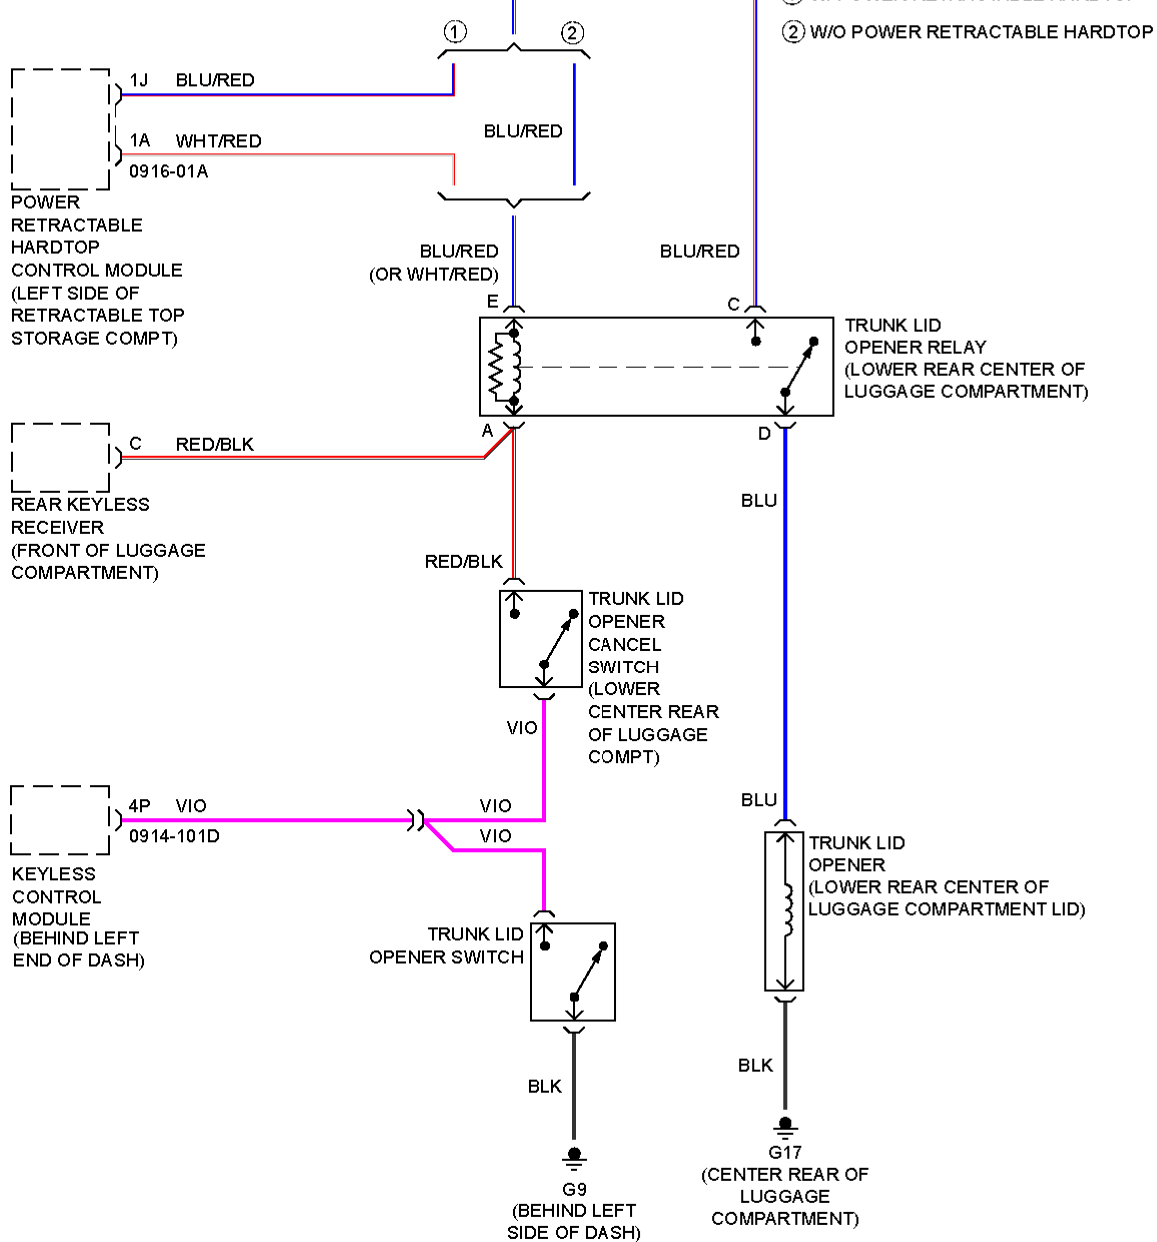 ② W/O POWER RETRACTABLE HARDTOP
① ②
1J BLU/RED
1A WHT/RED
0916-01A
BLU/RED
POWER
RETRACTABLE
HARDTOP
CONTROL MODULE
(LEFT SIDE OF
RETRACTABLE TOP
STORAGE COMPT)
BLU/RED
(OR WHT/RED)
BLU/RED
E
C
TRUNK LID
OPENER RELAY
(LOWER REAR CENTER OF
LUGGAGE COMPARTMENT)
A
D
C RED/BLK
REAR KEYLESS
RECEIVER
(FRONT OF LUGGAGE
COMPARTMENT)
BLU
RED/BLK
TRUNK LID
OPENER
CANCEL
SWITCH
(LOWER
CENTER REAR
OF LUGGAGE
COMPT)
VIO
4P VIO
0914-101D
VIO
VIO
BLU
KEYLESS
CONTROL
MODULE
(BEHIND LEFT
END OF DASH)
TRUNK LID
OPENER
(LOWER REAR CENTER OF
LUGGAGE COMPARTMENT LID)
TRUNK LID
OPENER SWITCH
BLK
BLK
G9
(BEHIND LEFT
SIDE OF DASH)
G17
(CENTER REAR OF
LUGGAGE
COMPARTMENT)